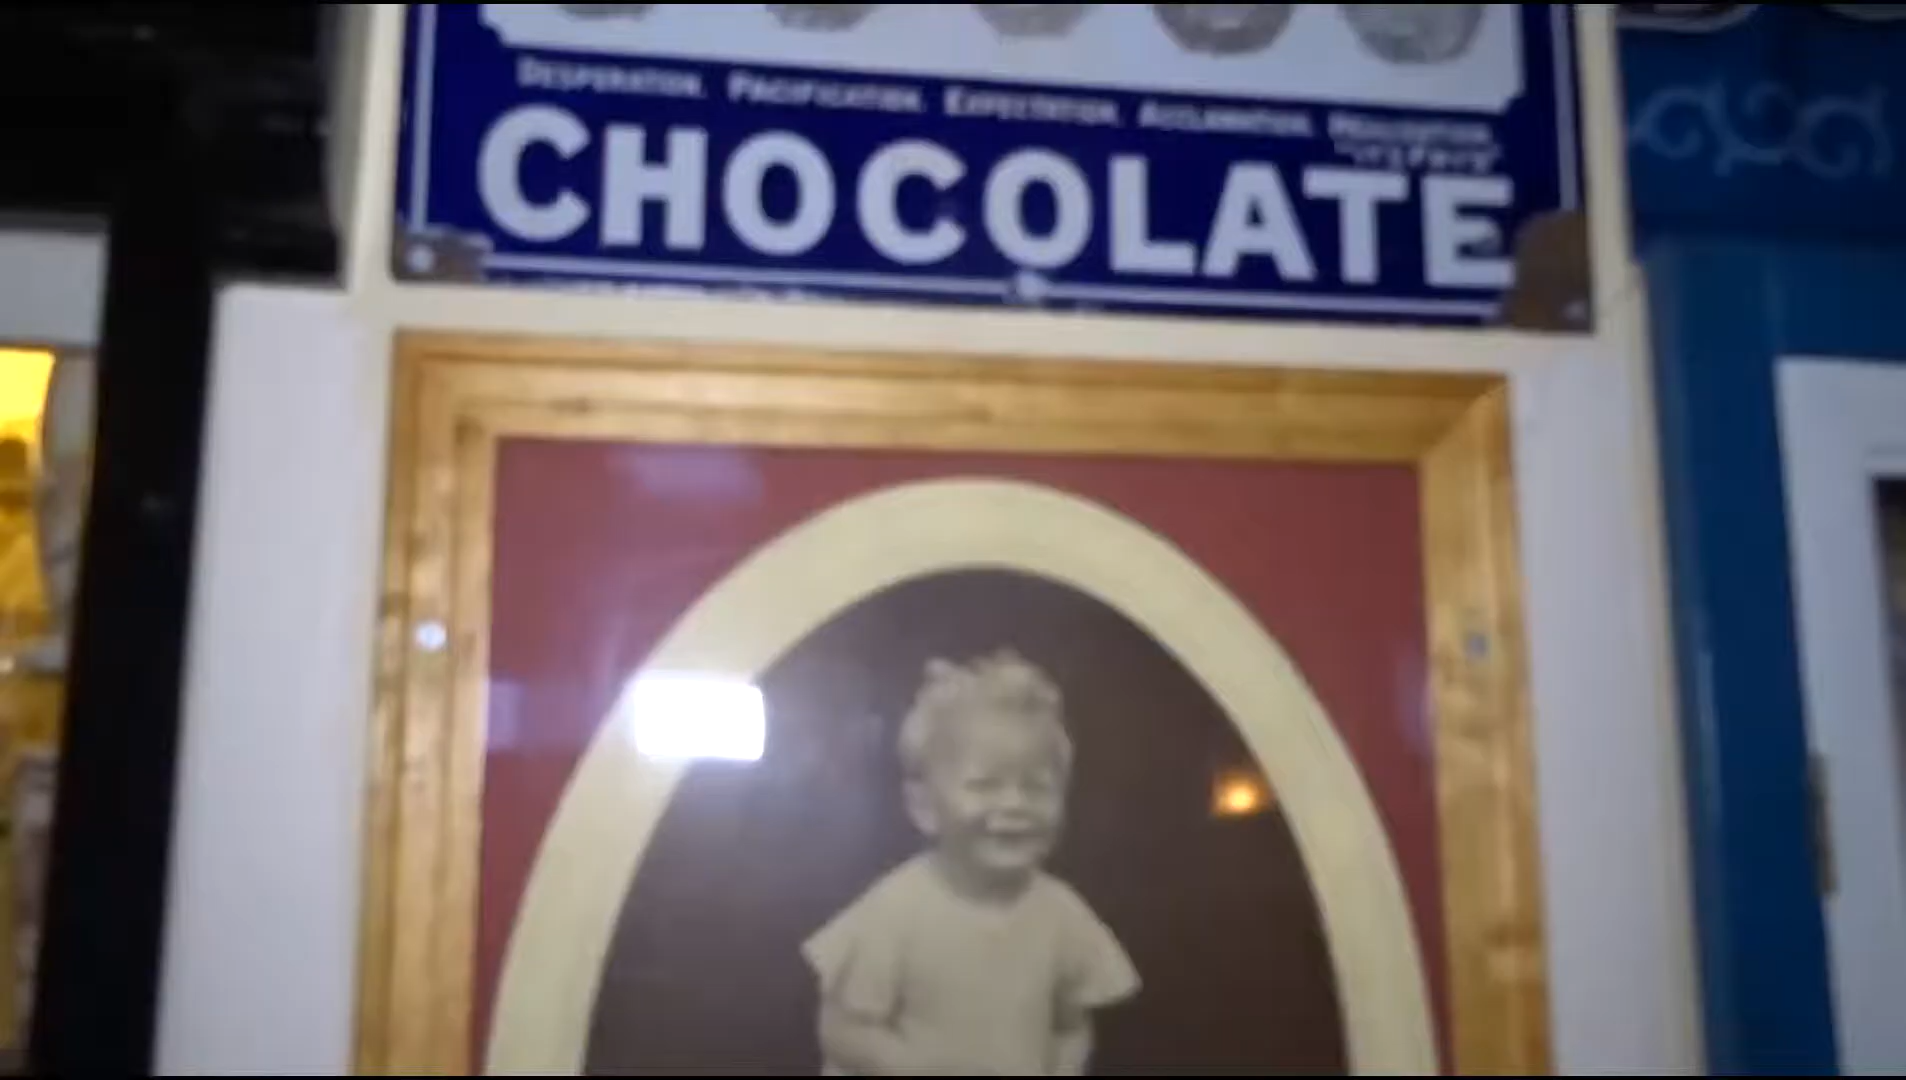 DESPERATION. PACIFICATION. EXPECTATION. ACCLAMATION. REALIZATION.
CHOCOLATE